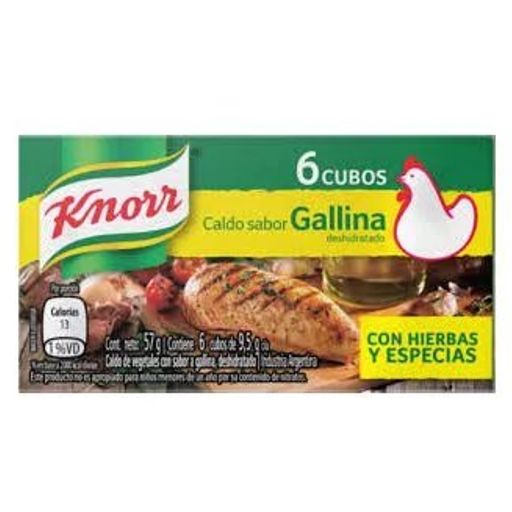 Knorr®
6 CUBOS
Caldo sabor Gallina
deshidratado
Por porción
Calorías
13
1 %VD
CON HIERBAS
Y ESPECIAS
Cont. neto: 57 g | Contiene 6 cubos de 9,5 g c/u
Caldo de vegetales con sabor a gallina, deshidratado | Industria Argentina
Este producto no es apropiado para niños menores de un año por su contenido de nitratos.